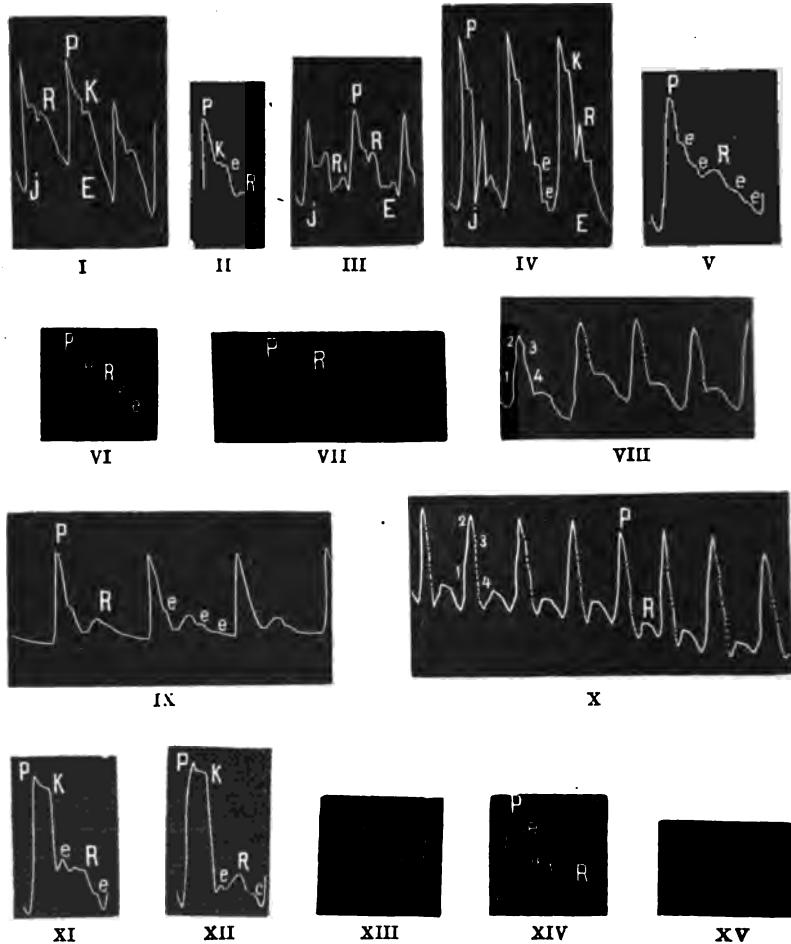 P R K j E
P K e R
P R R j E
P K R e e j E
P e e R e e
I II III IV V
P e R e e
P R
2 3 1 4
VI VII VIII
P R e e e
2 3 1 4 P R
IX X
P K e R e
P K e R e
P e R
XI XII XIII XIV XV